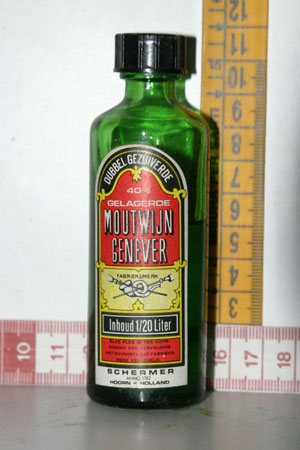 DUBBEL GEZUIVERDE
40%
GELAGERDE
MOUTWIJN
GENEVER
FABRIEKSMERK
Inhoud 1/20 Liter
SCHERMER
ANNO 1782
HOORN - HOLLAND
12
11
10
9
8
7
6
5
4
3
10
11
12
16
17
18